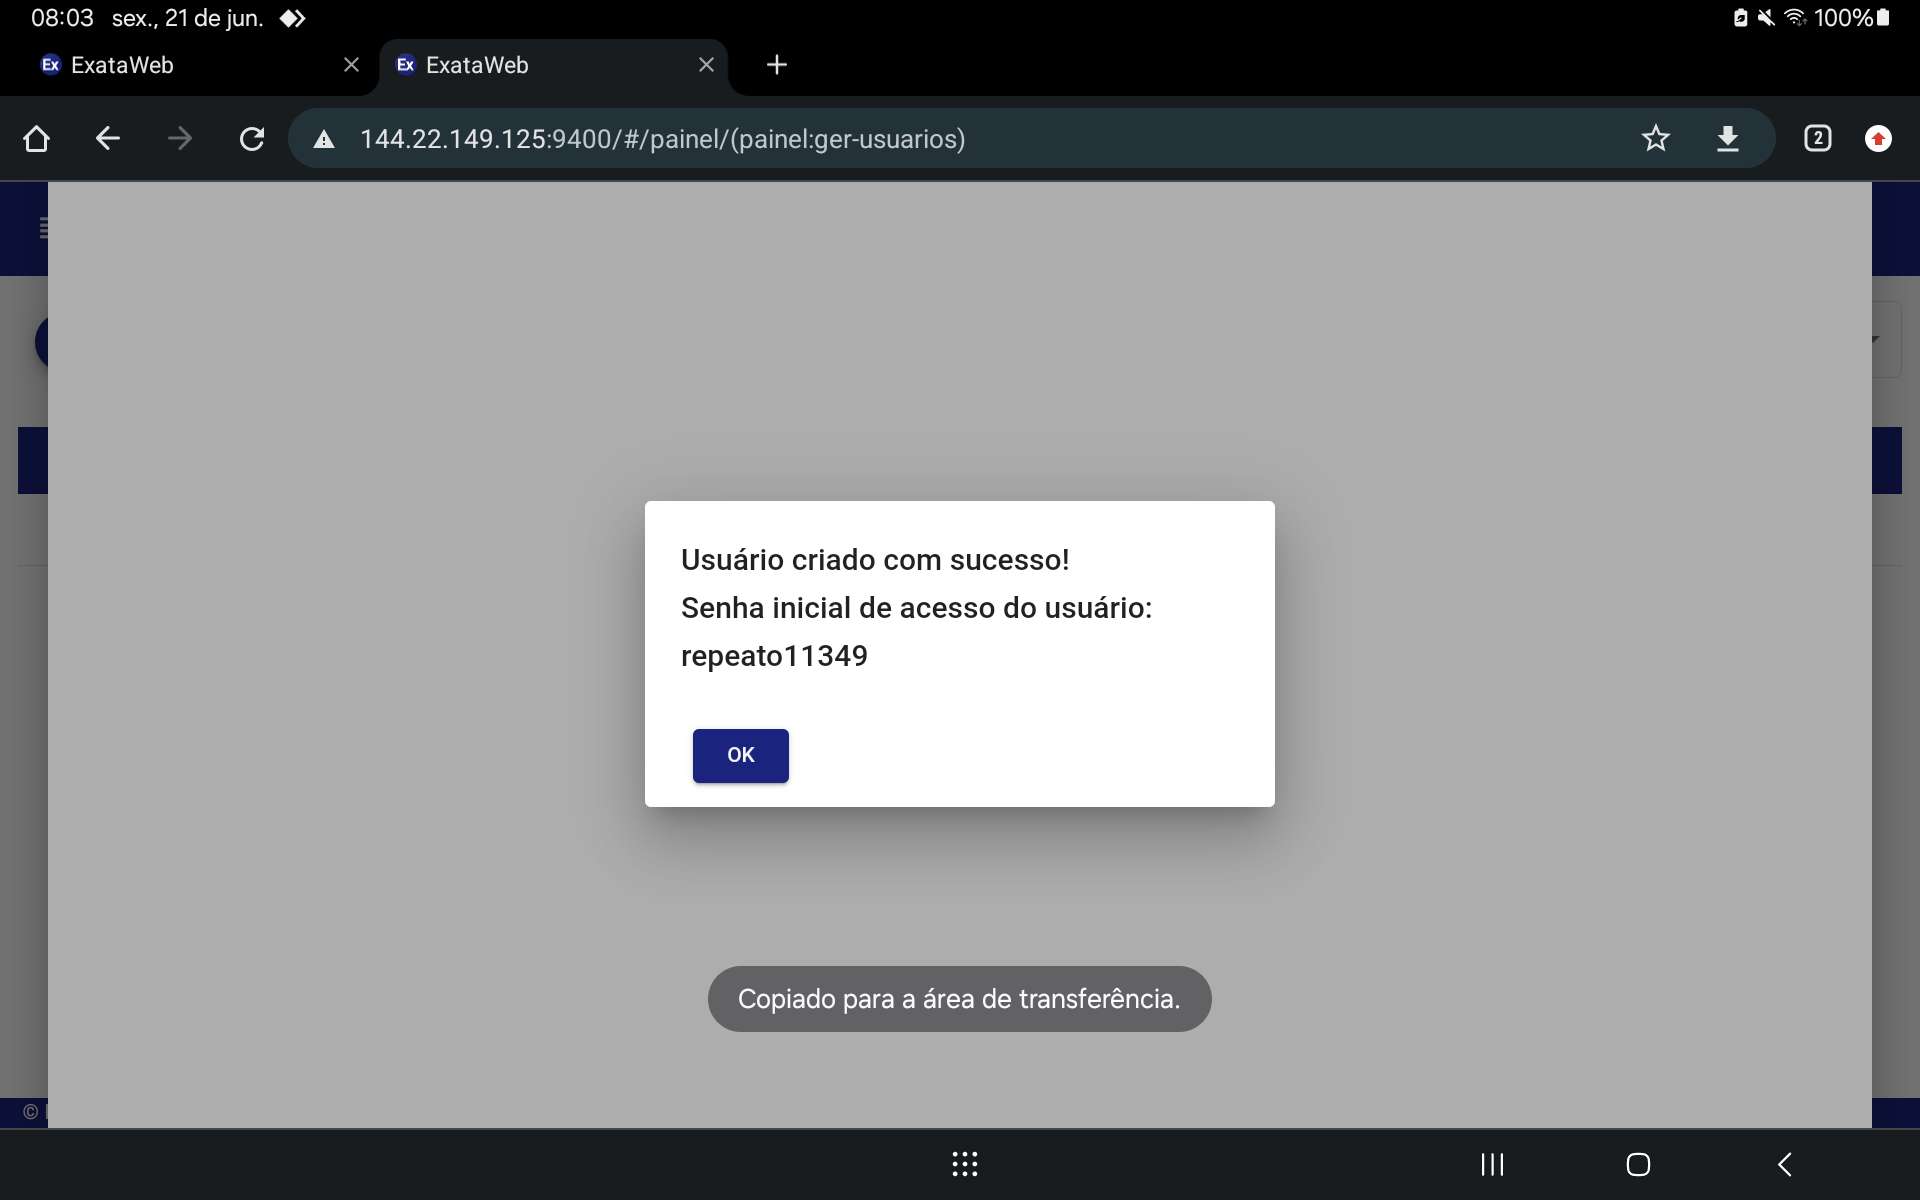 08:03 sex., 21 de jun. 100%
Ex ExataWeb Ex ExataWeb
144.22.149.125:9400/#/painel/(painel:ger-usuarios) 2
Usuário criado com sucesso!
Senha inicial de acesso do usuário:
repeato11349
OK
Copiado para a área de transferência.
©